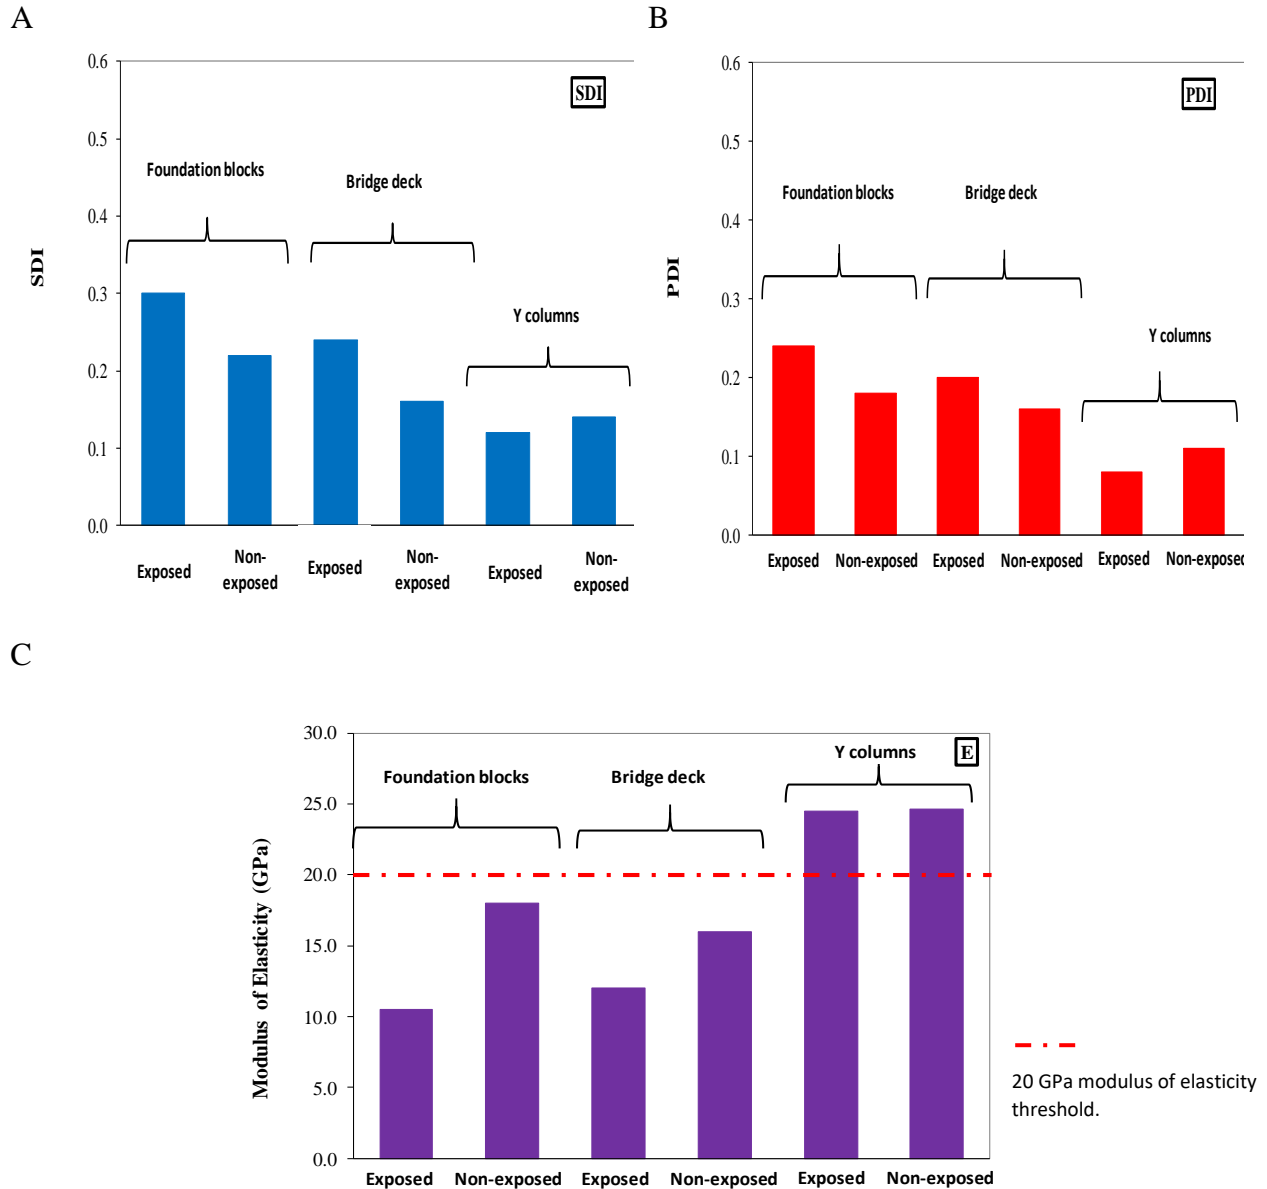 A
B
0.6
0.5
0.4
0.3
0.2
0.1
0.0
SDI
SDI
Foundation blocks
Bridge deck
Y columns
Exposed
Non-
exposed
Exposed
Non-
exposed
Exposed
Non-
exposed
0.6
0.5
0.4
0.3
0.2
0.1
0.0
PDI
PDI
Foundation blocks
Bridge deck
Y columns
Exposed
Non-exposed
Exposed
Non-exposed
Exposed
Non-exposed
C
30.0
25.0
20.0
15.0
10.0
5.0
0.0
Modulus of Elasticity (GPa)
E
Foundation blocks
Bridge deck
Y columns
Exposed
Non-exposed
Exposed
Non-exposed
Exposed
Non-exposed
20 GPa modulus of elasticity
threshold.